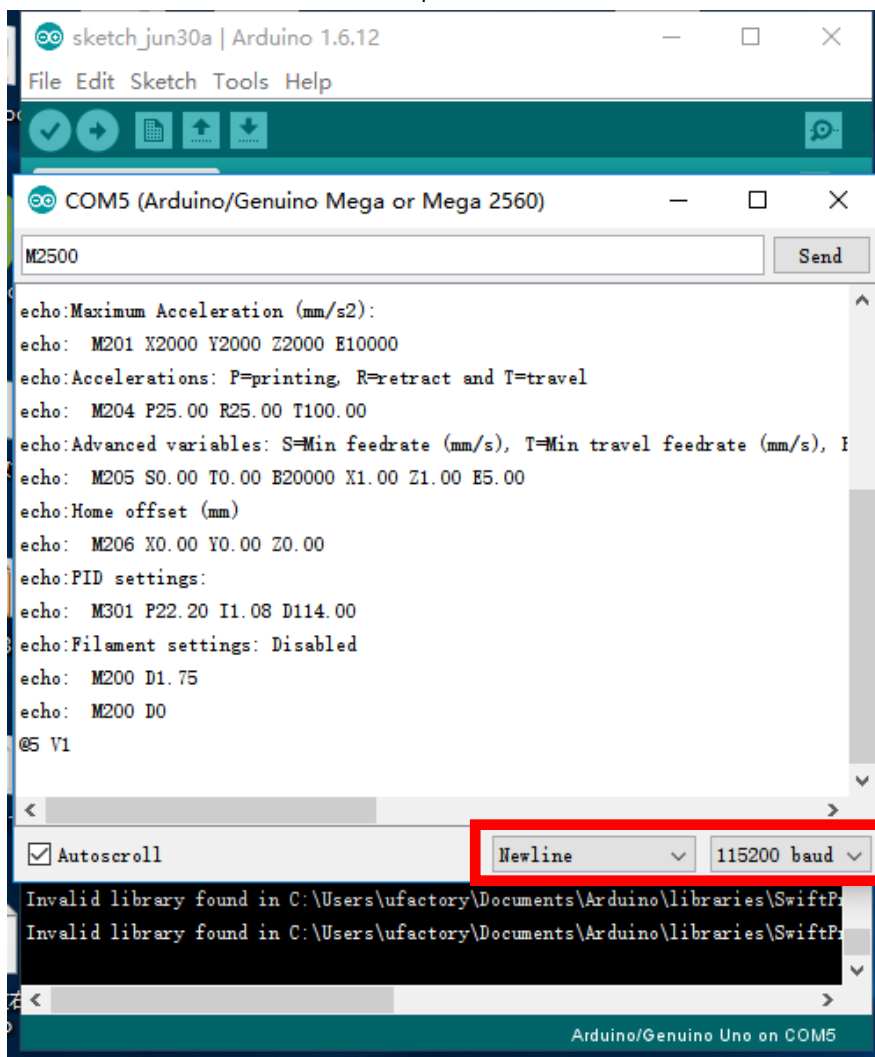 sketch_jun30a | Arduino 1.6.12
File Edit Sketch Tools Help
COM5 (Arduino/Genuino Mega or Mega 2560)
M2500
Send
echo:Maximum Acceleration (mm/s2):
echo:  M201 X2000 Y2000 Z2000 E10000
echo:Accelerations: P=printing, R=retract and T=travel
echo:  M204 P25.00 R25.00 T100.00
echo:Advanced variables: S=Min feedrate (mm/s), T=Min travel feedrate (mm/s),
echo:  M205 S0.00 T0.00 B20000 X1.00 Z1.00 E5.00
echo:Home offset (mm)
echo:  M206 X0.00 Y0.00 Z0.00
echo:PID settings:
echo:  M301 P22.20 I1.08 D114.00
echo:Filament settings: Disabled
echo:  M200 D1.75
echo:  M200 D0
@5 V1
Autoscroll
Newline
115200 baud
Invalid library found in C:\Users\ufactory\Documents\Arduino\libraries\SwiftP
Invalid library found in C:\Users\ufactory\Documents\Arduino\libraries\SwiftP
Arduino/Genuino Uno on COM5